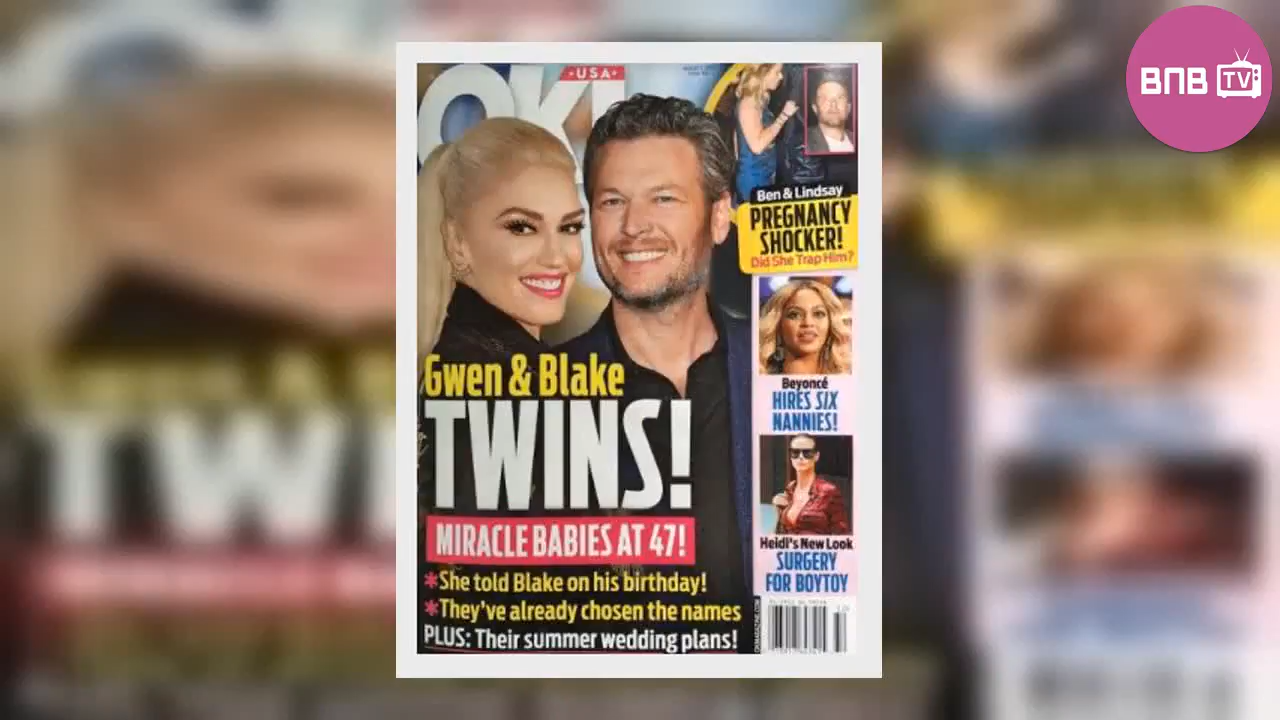 BNB TV
OK!
USA
Ben & Lindsay
PREGNANCY
SHOCKER!
Did She Trap Him?
Gwen & Blake
TWINS!
MIRACLE BABIES AT 47!
*She told Blake on his birthday!
*They've already chosen the names
PLUS: Their summer wedding plans!
Beyoncé
HIRES SIX
NANNIES!
Heidi's New Look
SURGERY
FOR BOYTOY